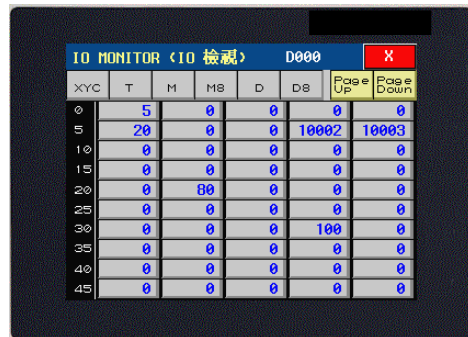 IO MONITOR (IO 檢視) D000 X
XYC T M M8 D D8 Page Up Page Down
0 5 0 0 0 0
5 20 0 0 10002 10003
10 0 0 0 0 0
15 0 0 0 0 0
20 0 80 0 0 0
25 0 0 0 0 0
30 0 0 0 100 0
35 0 0 0 0 0
40 0 0 0 0 0
45 0 0 0 0 0